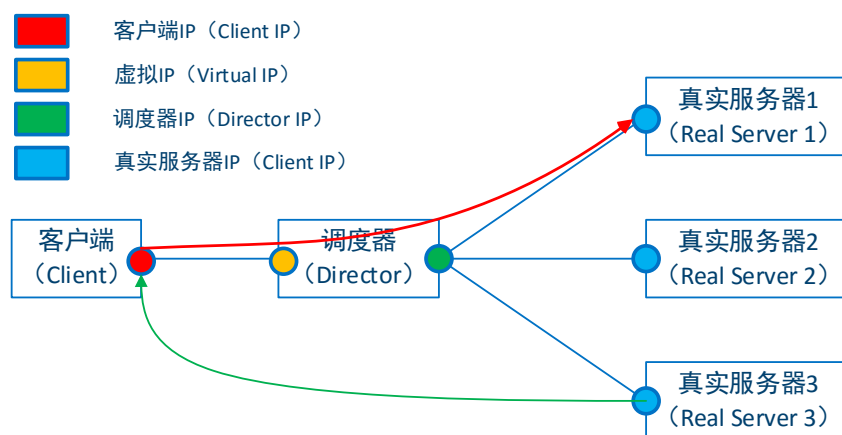 客户端IP（Client IP）
虚拟IP（Virtual IP）
调度器IP（Director IP）
真实服务器IP（Client IP）
真实服务器1
（Real Server 1）
客户端
（Client）
调度器
（Director）
真实服务器2
（Real Server 2）
真实服务器3
（Real Server 3）